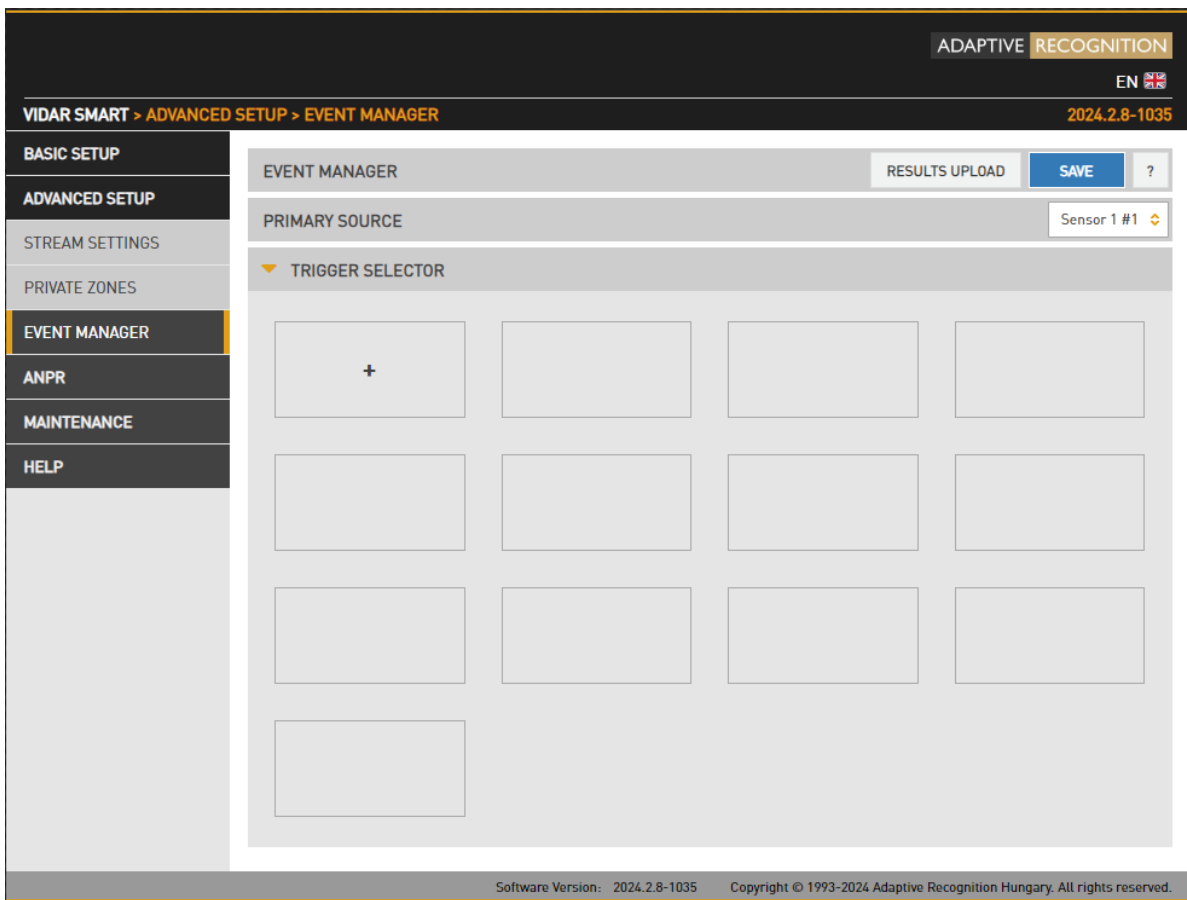 ADAPTIVE RECOGNITION
EN
VIDAR SMART > ADVANCED SETUP > EVENT MANAGER 2024.2.8-1035
BASIC SETUP
ADVANCED SETUP
STREAM SETTINGS
PRIVATE ZONES
EVENT MANAGER
ANPR
MAINTENANCE
HELP
EVENT MANAGER RESULTS UPLOAD SAVE ?
PRIMARY SOURCE Sensor 1 #1
TRIGGER SELECTOR
+
Software Version: 2024.2.8-1035 Copyright © 1993-2024 Adaptive Recognition Hungary. All rights reserved.